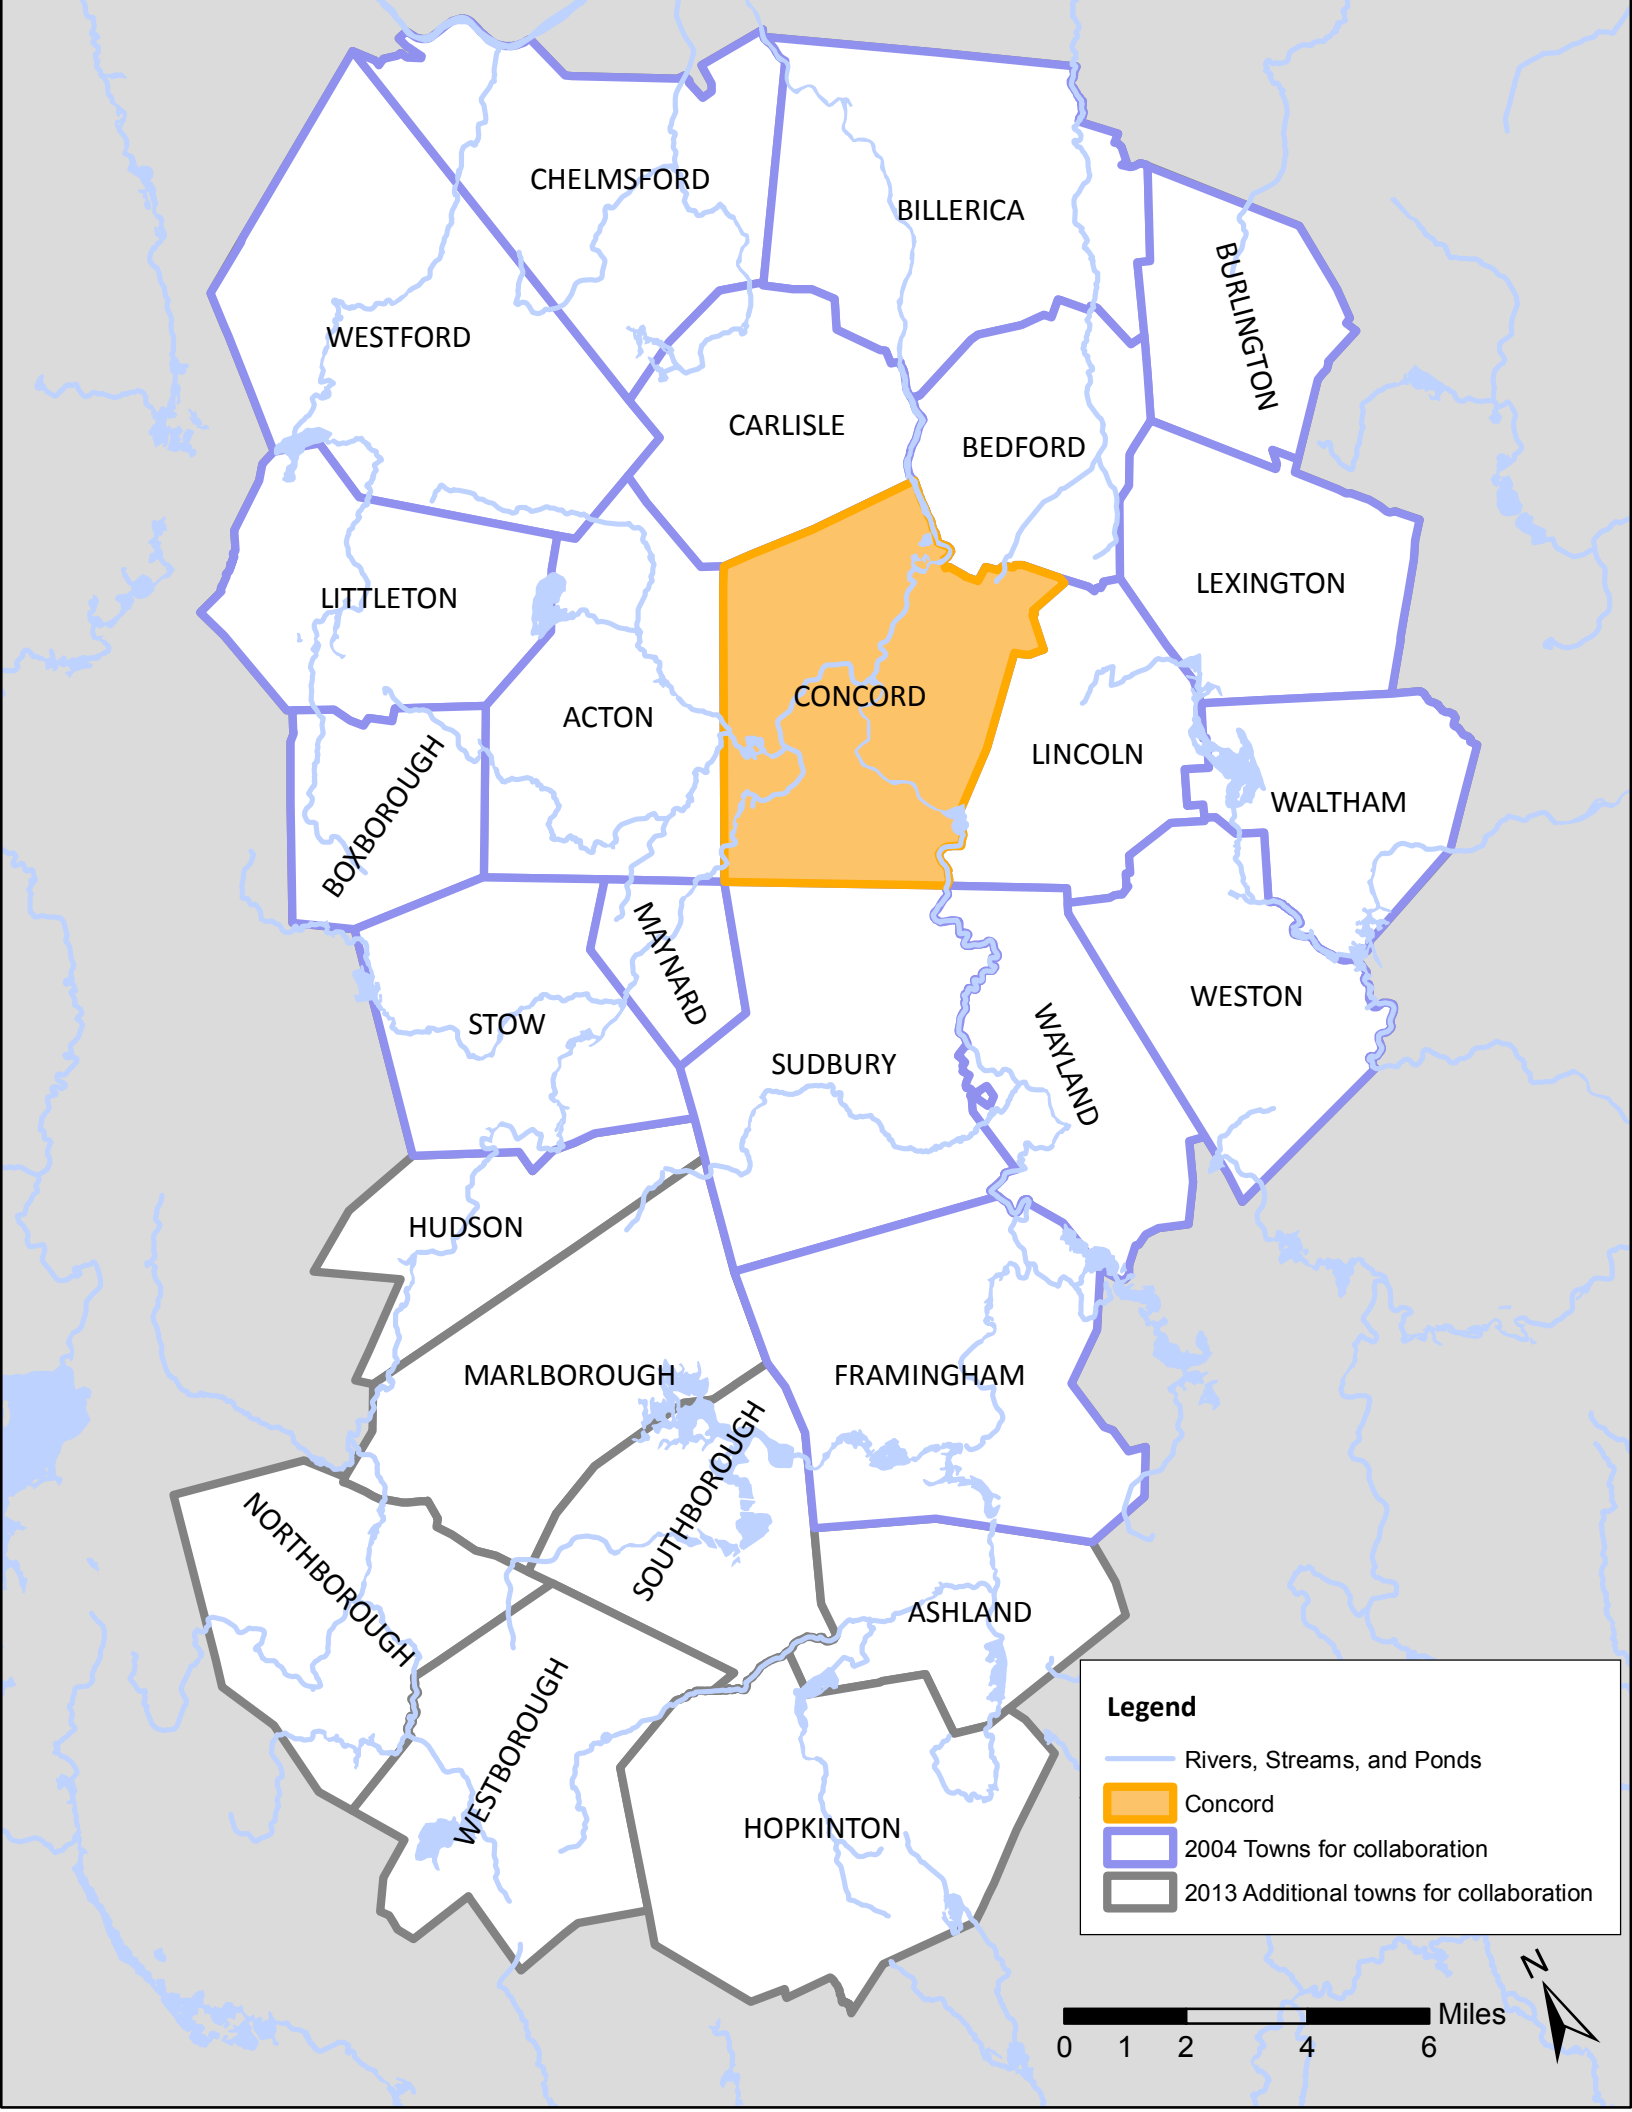 CHELMSFORD
BILLERICA
BURLINGTON
WESTFORD
CARLISLE
BEDFORD
LITTLETON
LEXINGTON
CONCORD
ACTON
LINCOLN
WALTHAM
BOXBOROUGH
MAYNARD
WESTON
STOW
SUDBURY
WAYLAND
HUDSON
MARLBOROUGH
FRAMINGHAM
SOUTHBOROUGH
NORTHBOROUGH
ASHLAND
WESTBOROUGH
HOPKINTON
Legend
Rivers, Streams, and Ponds
Concord
2004 Towns for collaboration
2013 Additional towns for collaboration
N
Miles
0 1 2 4 6